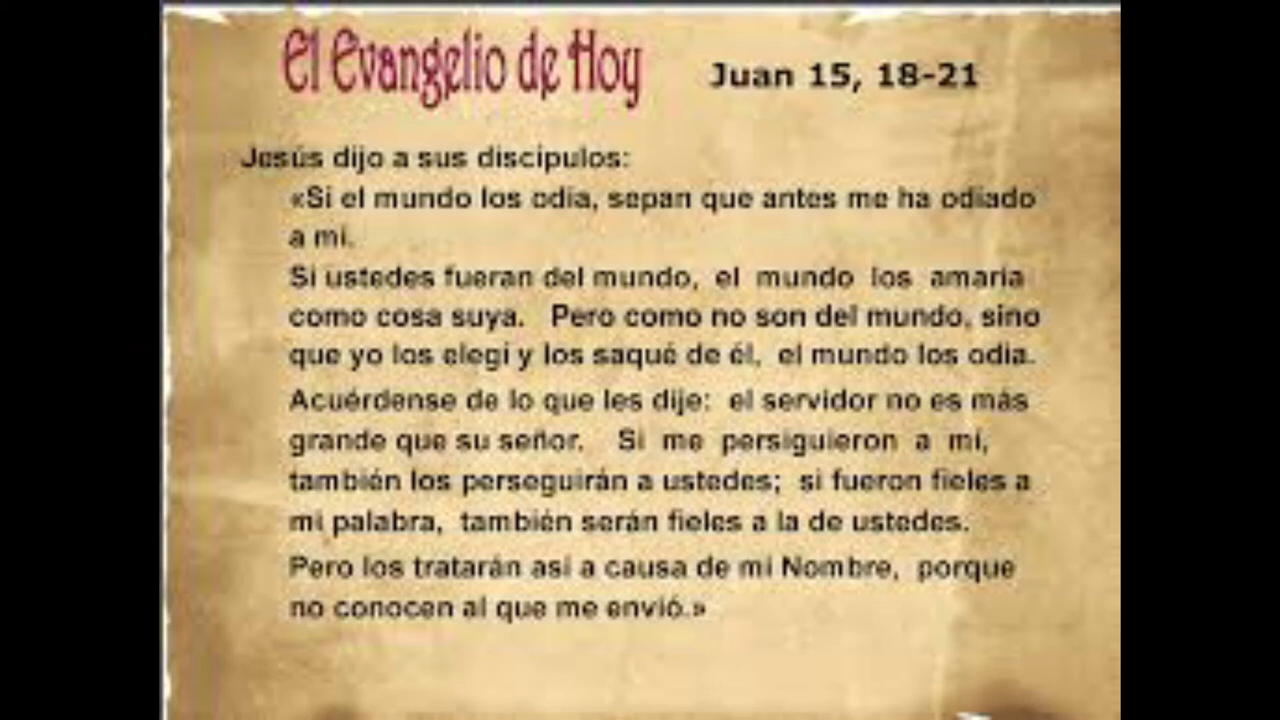 El Evangelio de Hoy
Juan 15, 18-21
Jesús dijo a sus discípulos:
«Si el mundo los odia, sepan que antes me ha odiado
a mí.
Si ustedes fueran del mundo, el mundo los amaría
como cosa suya. Pero como no son del mundo, sino
que yo los elegí y los saqué de él, el mundo los odia.
Acuérdense de lo que les dije: el servidor no es más
grande que su señor. Si me persiguieron a mí,
también los perseguirán a ustedes; si fueron fieles a
mi palabra, también serán fieles a la de ustedes.
Pero los tratarán así a causa de mi Nombre, porque
no conocen al que me envió.»